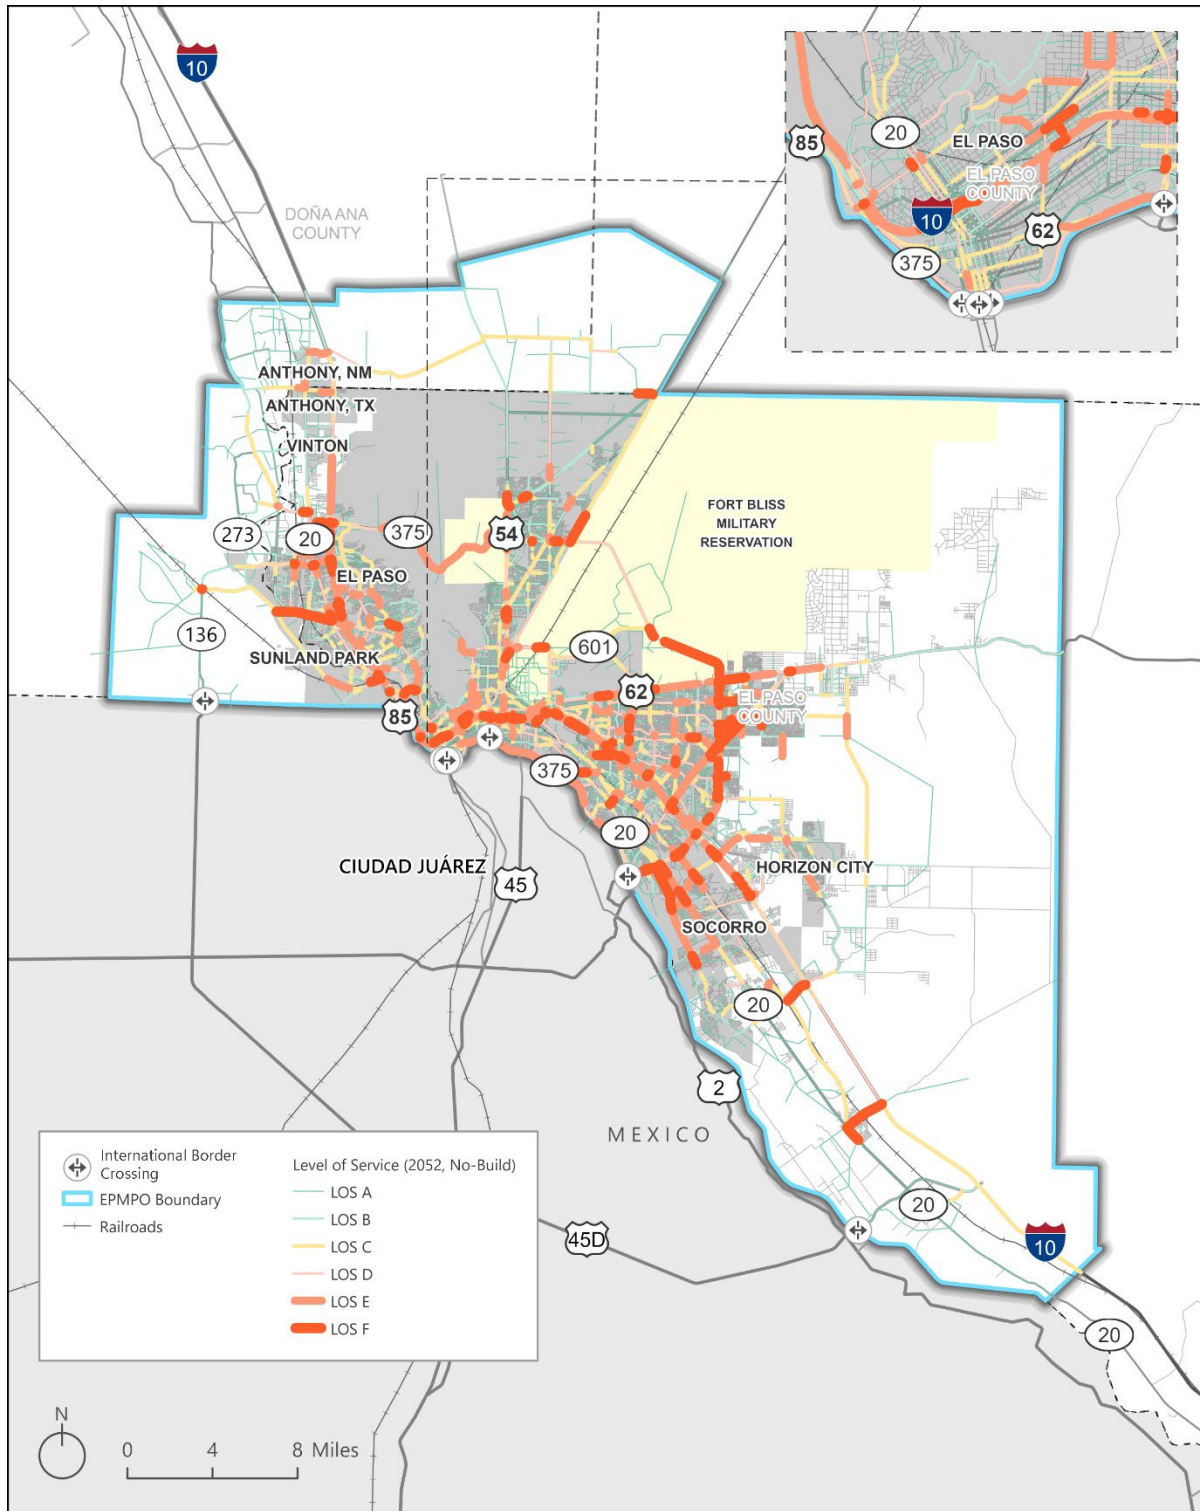 10
DOÑA ANA
COUNTY
ANTHONY, NM
ANTHONY, TX
VINTON
273
20
375
54
EL PASO
136
SUNLAND PARK
85
601
62
EL PASO
COUNTY
FORT BLISS
MILITARY
RESERVATION
375
20
CIUDAD JUÁREZ
45
HORIZON CITY
SOCORRO
20
2
MEXICO
45D
20
10
20
85
20
EL PASO
EL PASO
COUNTY
10
62
375
International Border
Crossing
EPMPO Boundary
Railroads
Level of Service (2052, No-Build)
LOS A
LOS B
LOS C
LOS D
LOS E
LOS F
N
0 4 8 Miles